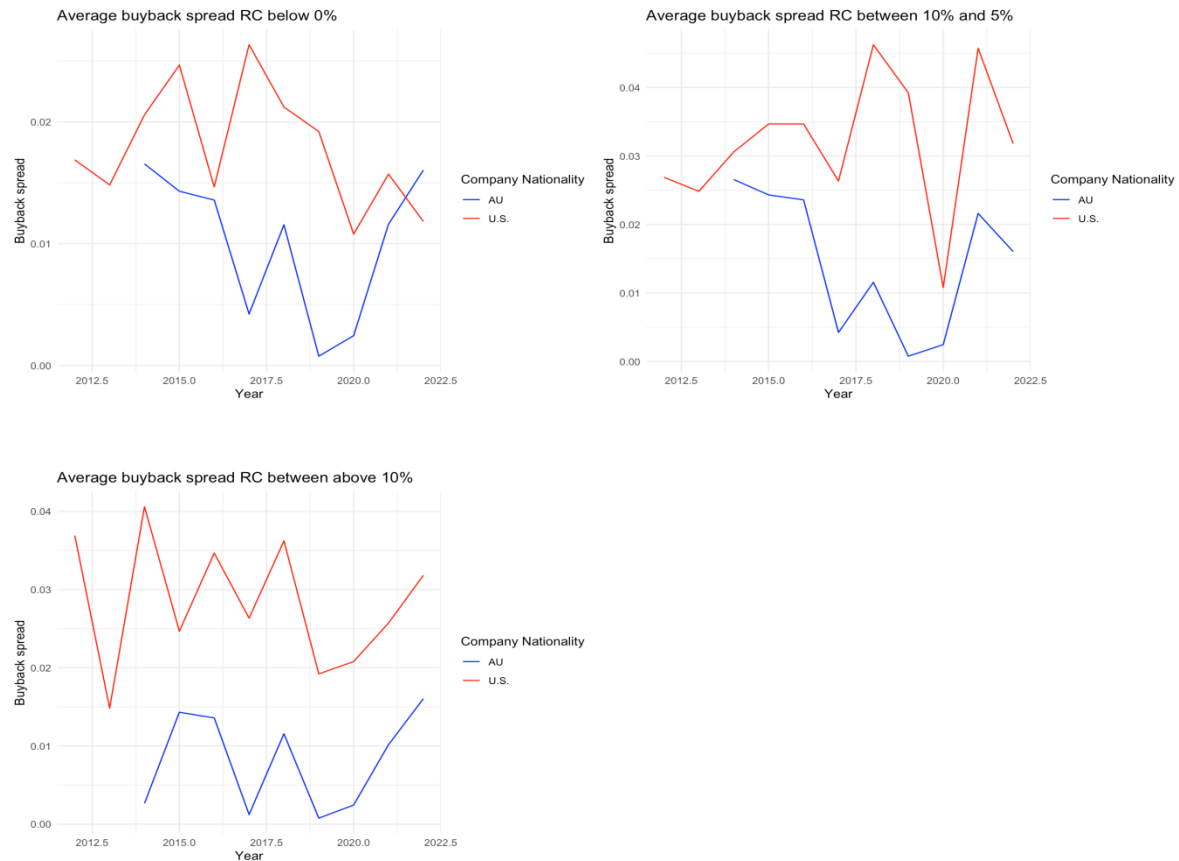 Average buyback spread RC below 0%
Buyback spread
0.02
0.01
0.00
2012.5 2015.0 2017.5 2020.0 2022.5
Year
Company Nationality
AU
U.S.
Average buyback spread RC between 10% and 5%
Buyback spread
0.04
0.03
0.02
0.01
0.00
2012.5 2015.0 2017.5 2020.0 2022.5
Year
Company Nationality
AU
U.S.
Average buyback spread RC between above 10%
Buyback spread
0.04
0.03
0.02
0.01
0.00
2012.5 2015.0 2017.5 2020.0 2022.5
Year
Company Nationality
AU
U.S.